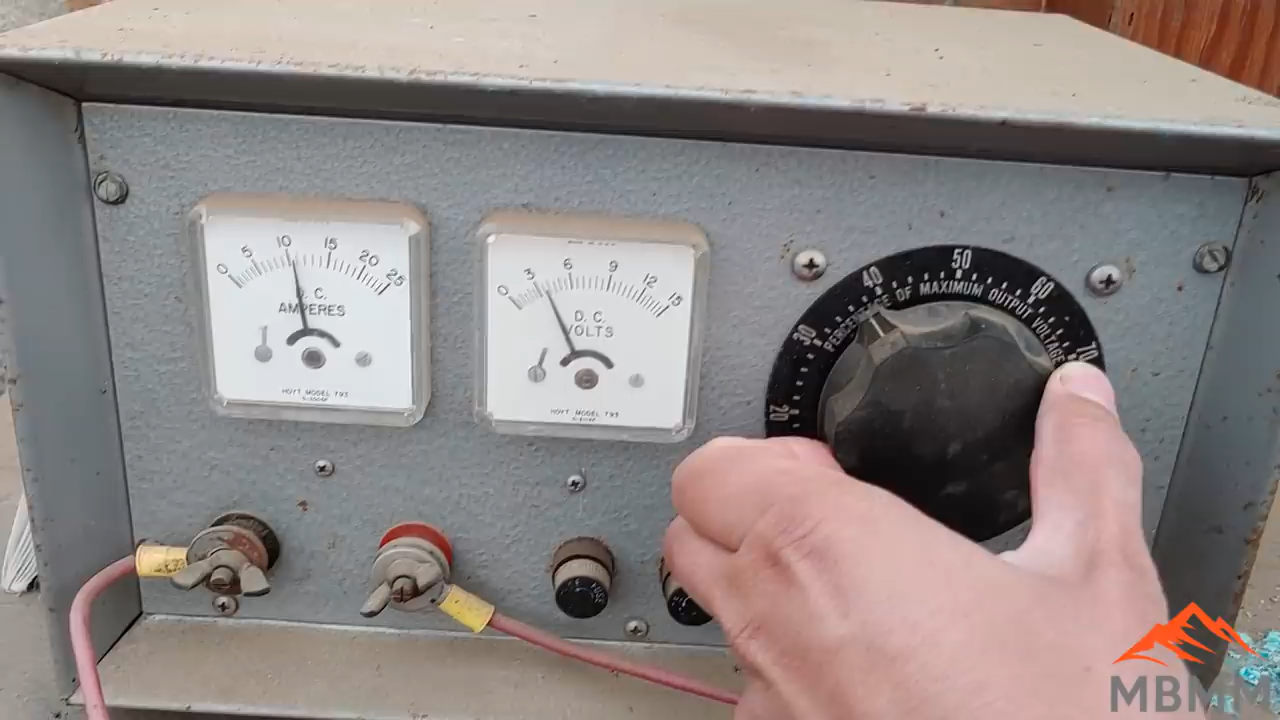 0 5 10 15 20 25
D.C.
AMPERES
HOYT MODEL 793
0 3 6 9 12 15
D.C.
VOLTS
HOYT MODEL 793
20 30 40 50 60 70
PERCENTAGE OF MAXIMUM OUTPUT VOLTAGE
FUSE
MBMM